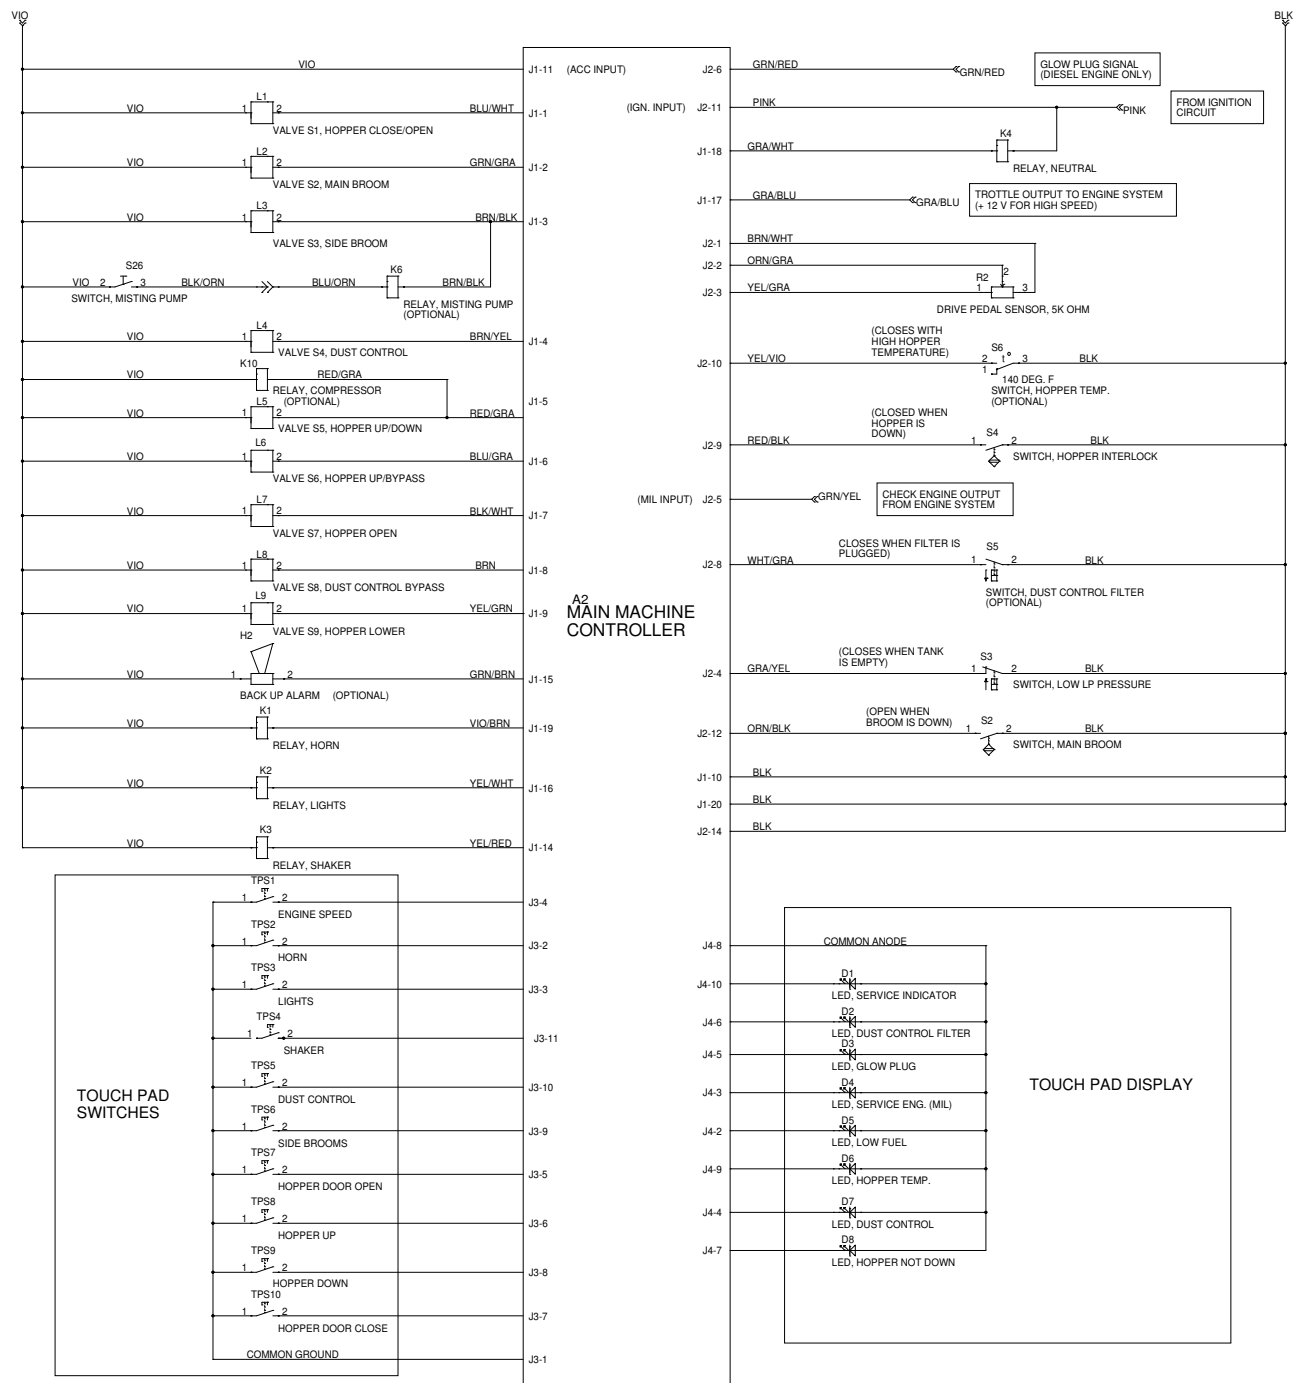 VIO
BLK
VIO J1-11 (ACC INPUT)
VIO 1 L1 2 BLU/WHT J1-1
VALVE S1, HOPPER CLOSE/OPEN
VIO 1 L2 2 GRN/GRA J1-2
VALVE S2, MAIN BROOM
VIO 1 L3 2 BRN/BLK J1-3
VALVE S3, SIDE BROOM
VIO 2 S26 3 BLK/ORN BLU/ORN K6 BRN/BLK
SWITCH, MISTING PUMP
RELAY, MISTING PUMP
(OPTIONAL)
VIO 1 L4 2 BRN/YEL J1-4
VALVE S4, DUST CONTROL
VIO K10 RED/GRA
RELAY, COMPRESSOR
(OPTIONAL)
J1-5
VIO 1 L5 2 RED/GRA
VALVE S5, HOPPER UP/DOWN
VIO 1 L6 2 BLU/GRA J1-6
VALVE S6, HOPPER UP/BYPASS
VIO 1 L7 2 BLK/WHT J1-7
VALVE S7, HOPPER OPEN
VIO 1 L8 2 BRN J1-8
VALVE S8, DUST CONTROL BYPASS
VIO 1 L9 2 YEL/GRN J1-9
VALVE S9, HOPPER LOWER
H2
VIO 1 2 GRN/BRN J1-15
BACK UP ALARM (OPTIONAL)
VIO K1 VIO/BRN J1-19
RELAY, HORN
VIO K2 YEL/WHT J1-16
RELAY, LIGHTS
VIO K3 YEL/RED J1-14
RELAY, SHAKER
TOUCH PAD
SWITCHES
TPS1
1 2 J3-4
ENGINE SPEED
TPS2
1 2 J3-2
HORN
TPS3
1 2 J3-3
LIGHTS
TPS4
1 2 J3-11
SHAKER
TPS5
1 2 J3-10
DUST CONTROL
TPS6
1 2 J3-9
SIDE BROOMS
TPS7
1 2 J3-5
HOPPER DOOR OPEN
TPS8
1 2 J3-6
HOPPER UP
TPS9
1 2 J3-8
HOPPER DOWN
TPS10
1 2 J3-7
HOPPER DOOR CLOSE
COMMON GROUND J3-1
A2
MAIN MACHINE
CONTROLLER
J2-6 GRN/RED GRN/RED
GLOW PLUG SIGNAL
(DIESEL ENGINE ONLY)
(IGN. INPUT) J2-11 PINK PINK
FROM IGNITION
CIRCUIT
J1-18 GRA/WHT K4
RELAY, NEUTRAL
J1-17 GRA/BLU GRA/BLU
TROTTLE OUTPUT TO ENGINE SYSTEM
(+ 12 V FOR HIGH SPEED)
J2-1 BRN/WHT
J2-2 ORN/GRA
J2-3 YEL/GRA 1 R2 2 3
DRIVE PEDAL SENSOR, 5K OHM
(CLOSES WITH
HIGH HOPPER
TEMPERATURE)
J2-10 YEL/VIO 2 S6 t° 3 BLK
1
140 DEG. F
SWITCH, HOPPER TEMP.
(OPTIONAL)
(CLOSED WHEN
HOPPER IS
DOWN)
J2-9 RED/BLK 1 S4 2 BLK
SWITCH, HOPPER INTERLOCK
(MIL INPUT) J2-5 GRN/YEL
CHECK ENGINE OUTPUT
FROM ENGINE SYSTEM
CLOSES WHEN FILTER IS
PLUGGED)
J2-8 WHT/GRA 1 S5 2 BLK
SWITCH, DUST CONTROL FILTER
(OPTIONAL)
(CLOSES WHEN TANK
IS EMPTY)
J2-4 GRA/YEL 1 S3 2 BLK
SWITCH, LOW LP PRESSURE
(OPEN WHEN
BROOM IS DOWN)
J2-12 ORN/BLK 1 S2 2 BLK
SWITCH, MAIN BROOM
J1-10 BLK
J1-20 BLK
J2-14 BLK
J4-8 COMMON ANODE
J4-10 D1
LED, SERVICE INDICATOR
J4-6 D2
LED, DUST CONTROL FILTER
J4-5 D3
LED, GLOW PLUG
J4-3 D4
LED, SERVICE ENG. (MIL)
J4-2 D5
LED, LOW FUEL
J4-9 D6
LED, HOPPER TEMP.
J4-4 D7
LED, DUST CONTROL
J4-7 D8
LED, HOPPER NOT DOWN
TOUCH PAD DISPLAY